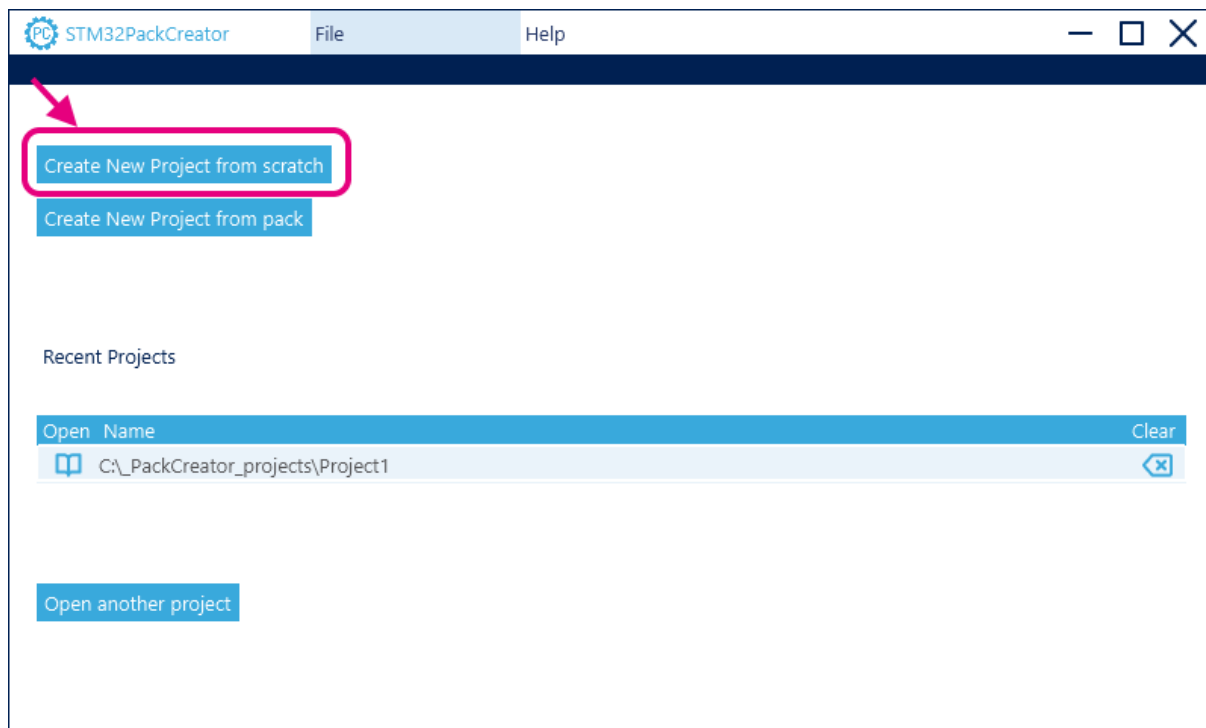 PC STM32PackCreator File Help
Create New Project from scratch
Create New Project from pack
Recent Projects
Open Name Clear
C:\_PackCreator_projects\Project1
Open another project